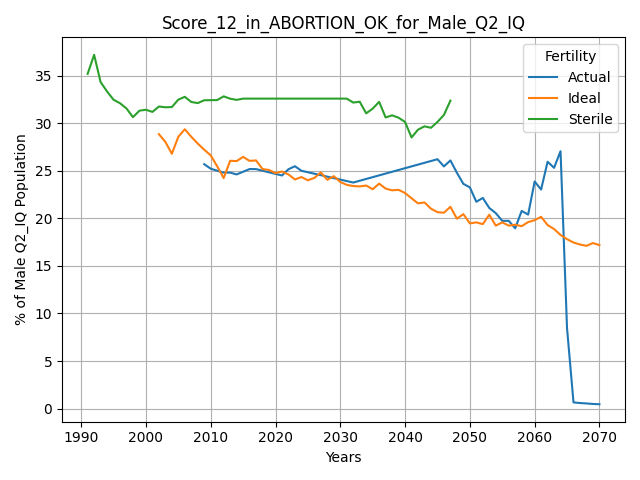 Score_12_in_ABORTION_OK_for_Male_Q2_IQ
Fertility
Actual
Ideal
Sterile
% of Male Q2_IQ Population
35
30
25
20
15
10
5
0
1990 2000 2010 2020 2030 2040 2050 2060 2070
Years